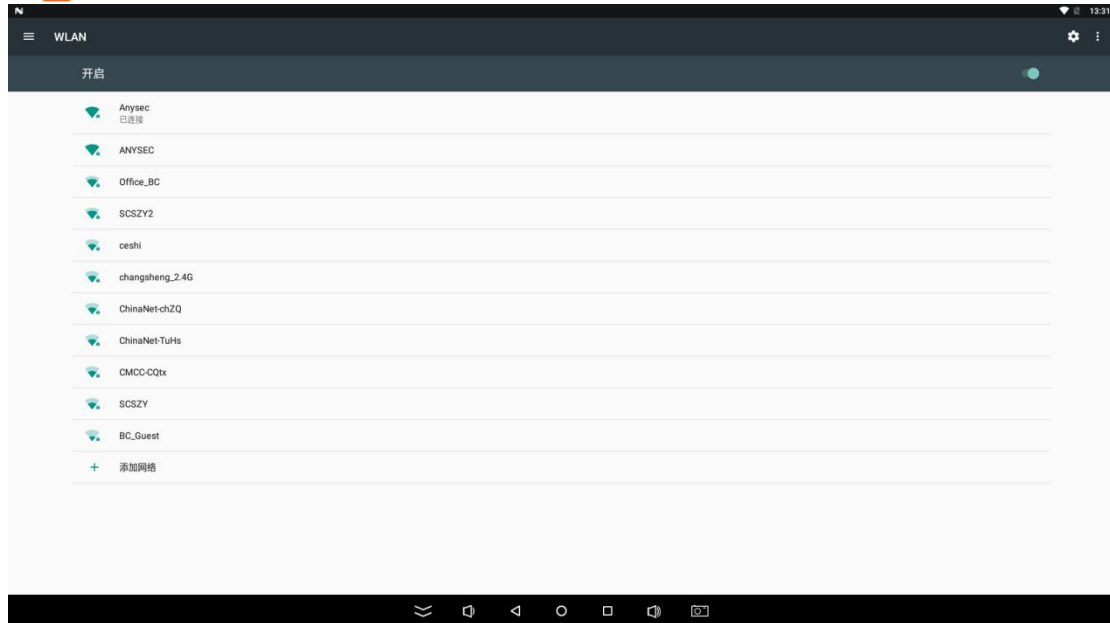 13:31
WLAN
开启
Anysec
已连接
ANYSEC
Office_BC
SCSZY2
ceshi
changsheng_2.4G
ChinaNet-chZQ
ChinaNet-TuHs
CMCC-CQtx
SCSZY
BC_Guest
添加网络